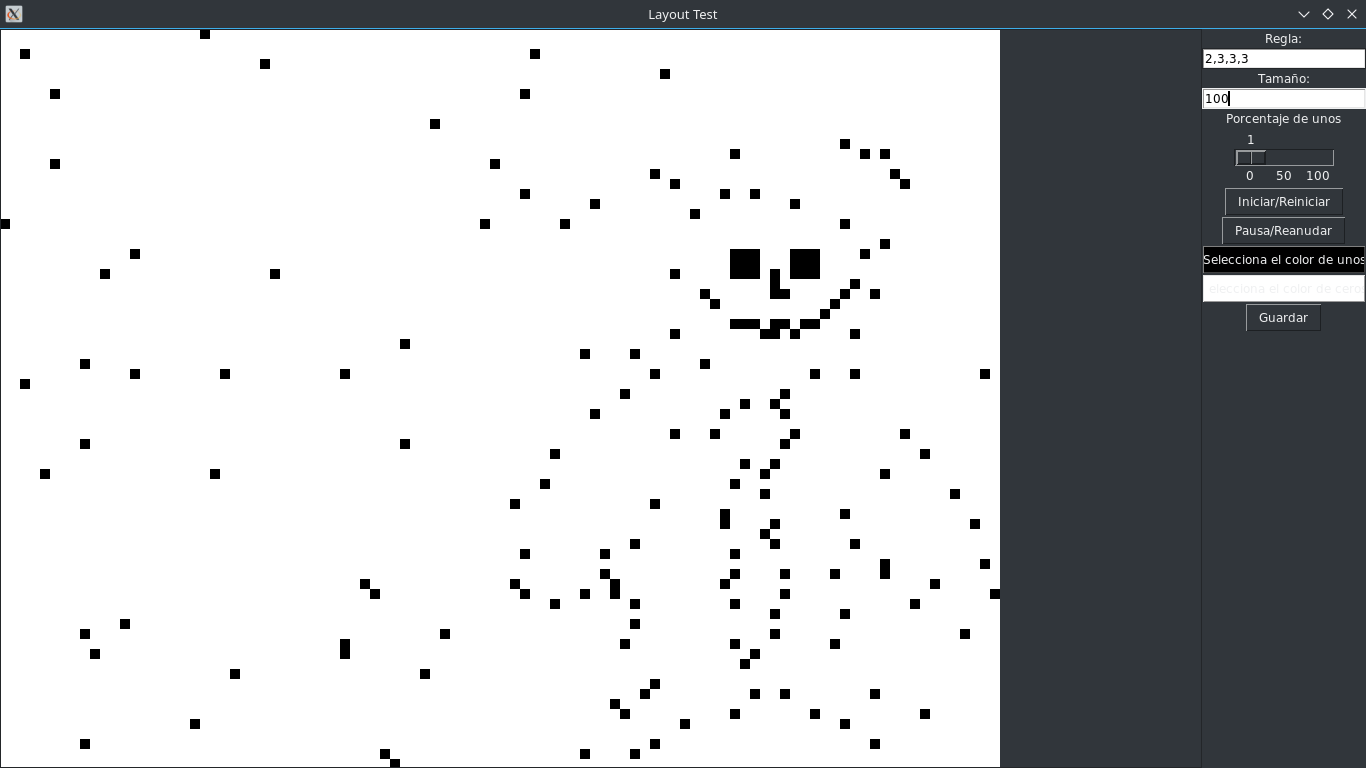 Layout Test
Regla:
2,3,3,3
Tamaño:
100
Porcentaje de unos
1
0 50 100
Iniciar/Reiniciar
Pausa/Reanudar
Selecciona el color de unos
elecciona el color de cero
Guardar